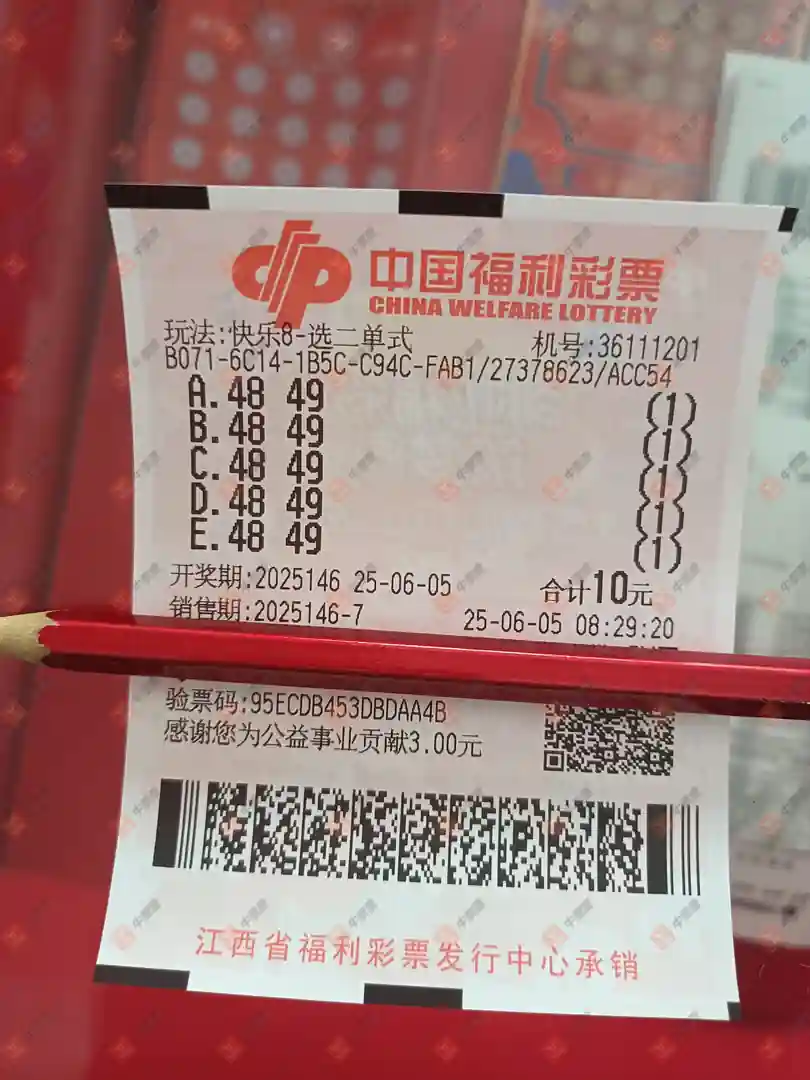 中国福利彩票
CHINA WELFARE LOTTERY
玩法:快乐8-选二单式 机号:36111201
B071-6C14-1B5C-C94C-FAB1/27378623/ACC54
A.48 49 (1)
B.48 49 (1)
C.48 49 (1)
D.48 49 (1)
E.48 49 (1)
开奖期:2025146 25-06-05 合计10元
销售期:2025146-7 25-06-05 08:29:20
验票码:95ECDB453DBDAA4B
感谢您为公益事业贡献3.00元
江西省福利彩票发行中心承销